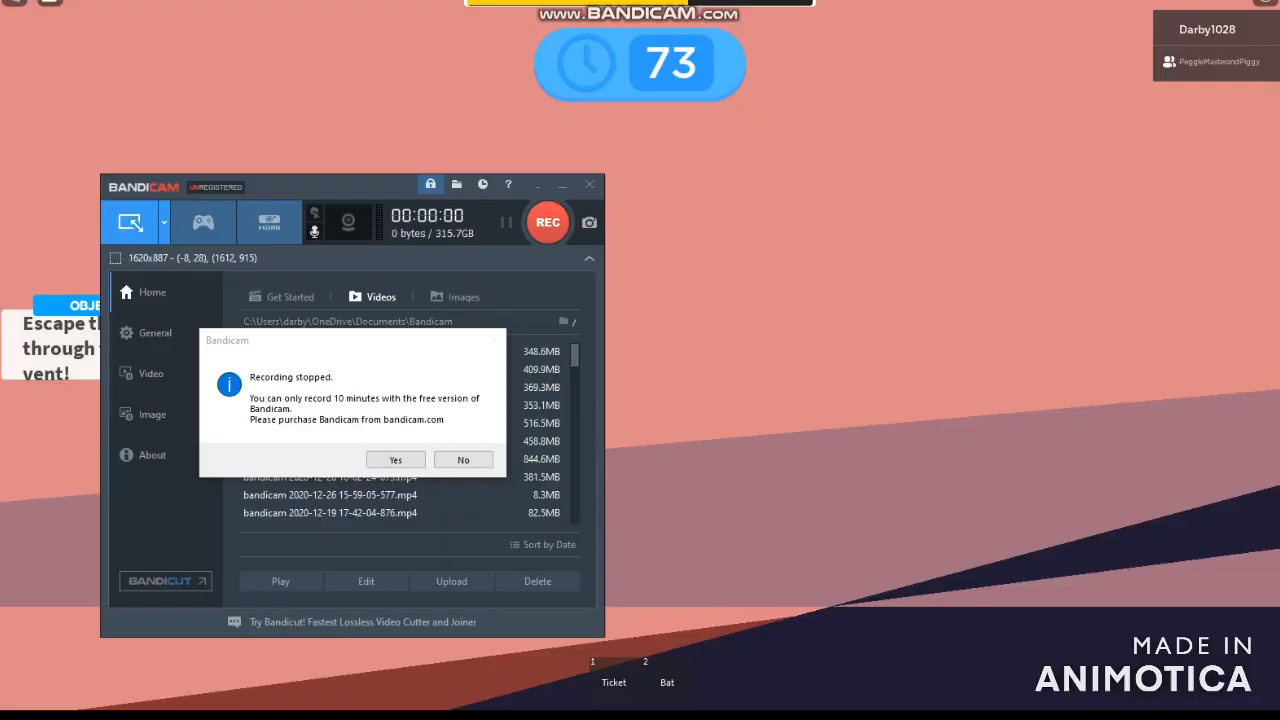 www.BANDICAM.com
73
Darby1028
PeggleMasterandPiggy
BANDICAM UNREGISTERED
?
HDMI
00:00:00
0 bytes / 315.7GB
REC
1620x887 - (-8, 28), (1612, 915)
Home
General
Video
Image
About
Get Started
Videos
Images
C:\Users\darby\OneDrive\Documents\Bandicam
/
OBJE
Escape th
through
vent!
Bandicam
Recording stopped.
You can only record 10 minutes with the free version of
Bandicam.
Please purchase Bandicam from bandicam.com
Yes
No
348.6MB
409.9MB
369.3MB
353.1MB
516.5MB
458.8MB
844.6MB
381.5MB
bandicam 2020-12-26 15-59-05-577.mp4 8.3MB
bandicam 2020-12-19 17-42-04-876.mp4 82.5MB
Sort by Date
BANDICUT
Play
Edit
Upload
Delete
Try Bandicut! Fastest Lossless Video Cutter and Joiner
1
Ticket
2
Bat
MADE IN
ANIMOTICA